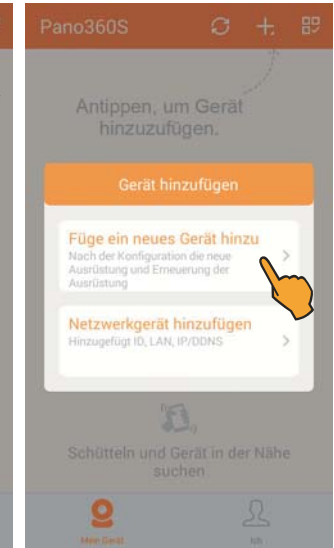 Pano360S
Antippen, um Gerät
hinzuzufügen.
Gerät hinzufügen
Füge ein neues Gerät hinzu
Nach der Konfiguration die neue
Ausrüstung und Erneuerung der
Ausrüstung
Netzwerkgerät hinzufügen
Hinzugefügt ID, LAN, IP/DDNS
Schütteln und Gerät in der Nähe
suchen
Mein Gerät
Ich